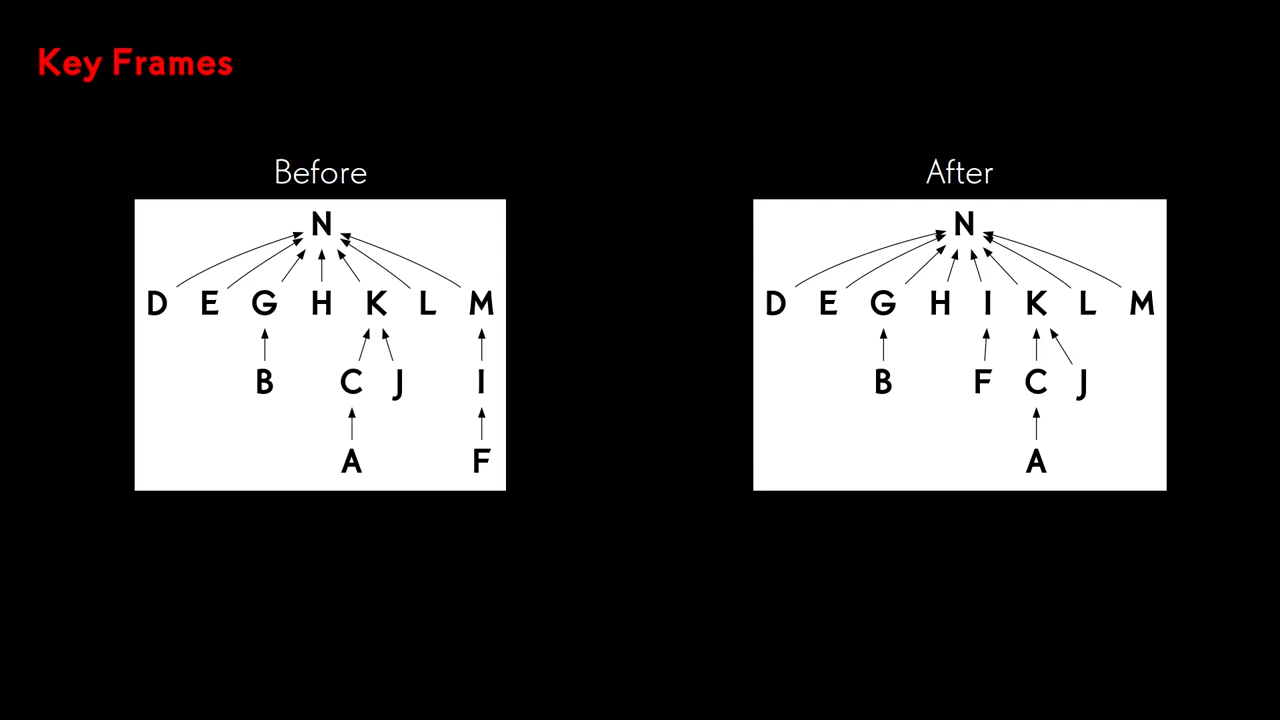 Key Frames
Before
N
D E G H K L M
B C J I
A F
After
N
D E G H I K L M
B F C J
A